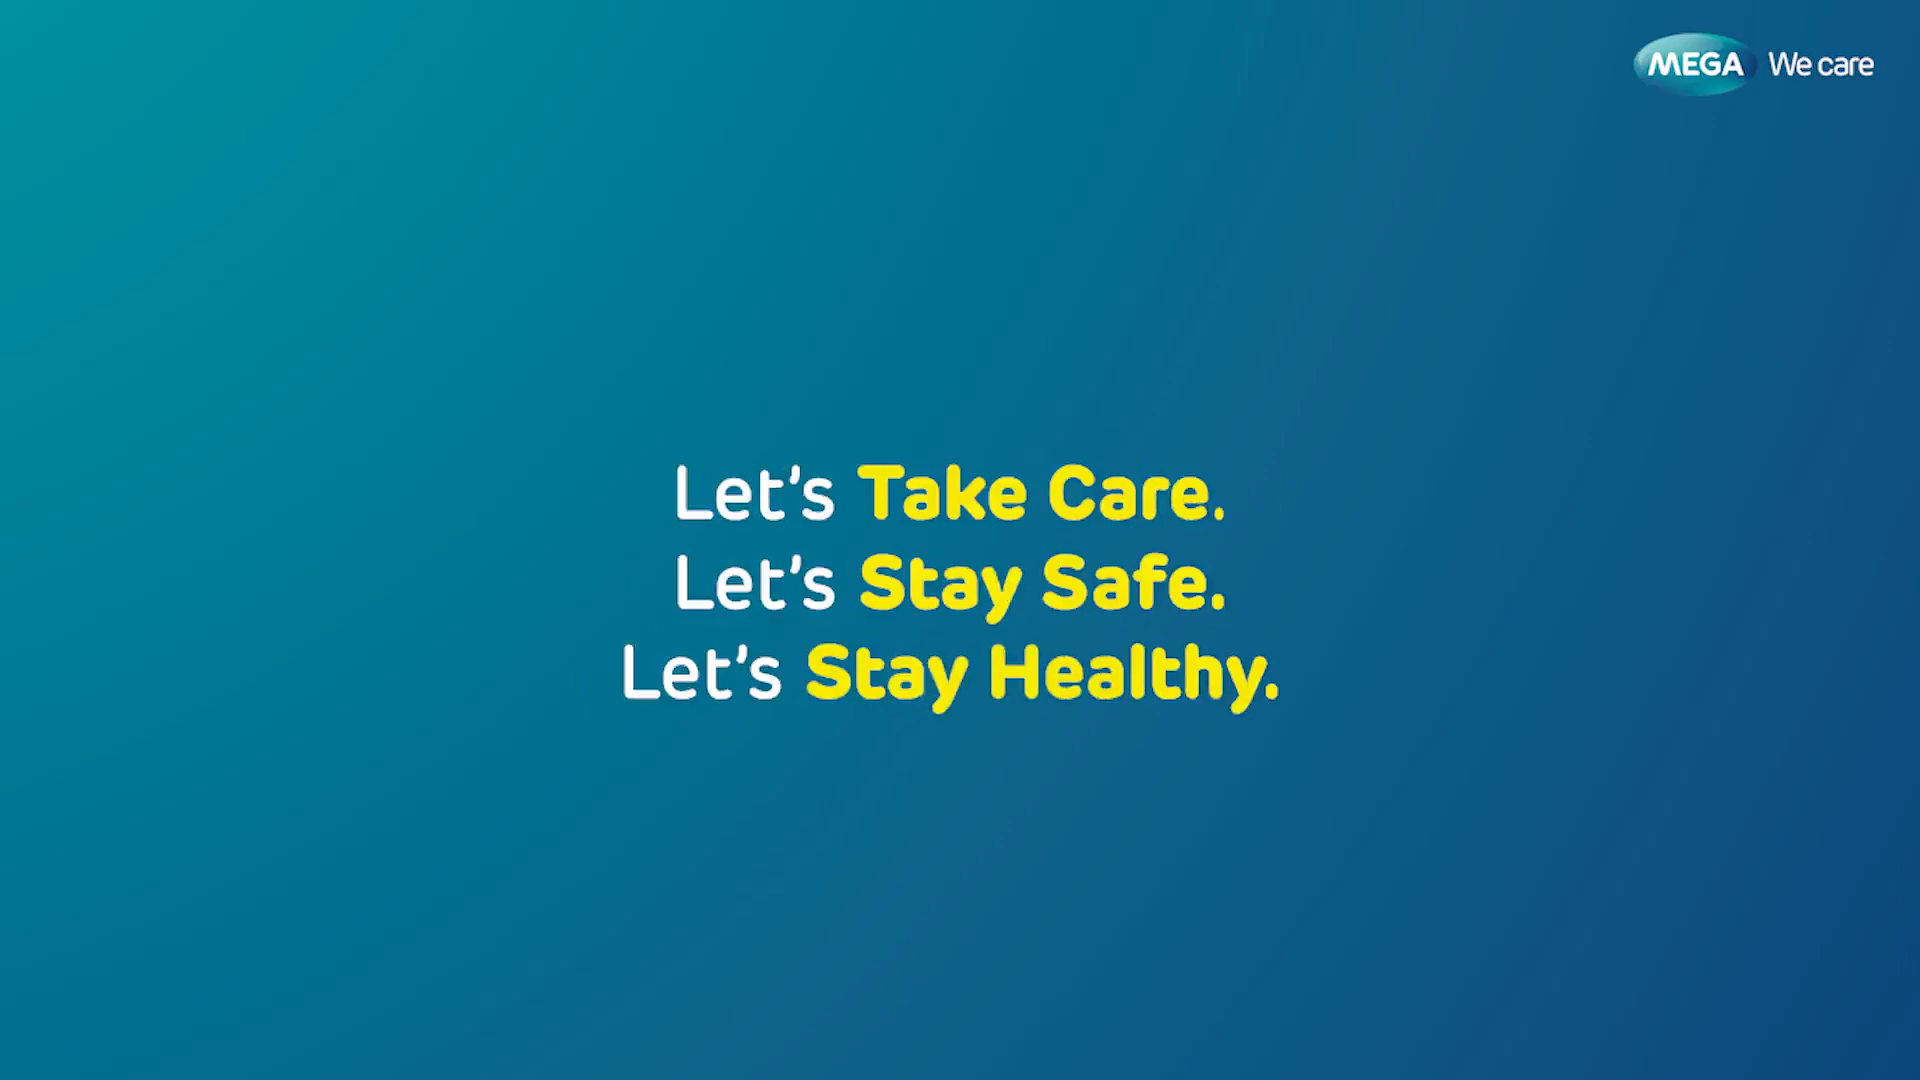 MEGA We care
Let’s Take Care.
Let’s Stay Safe.
Let’s Stay Healthy.